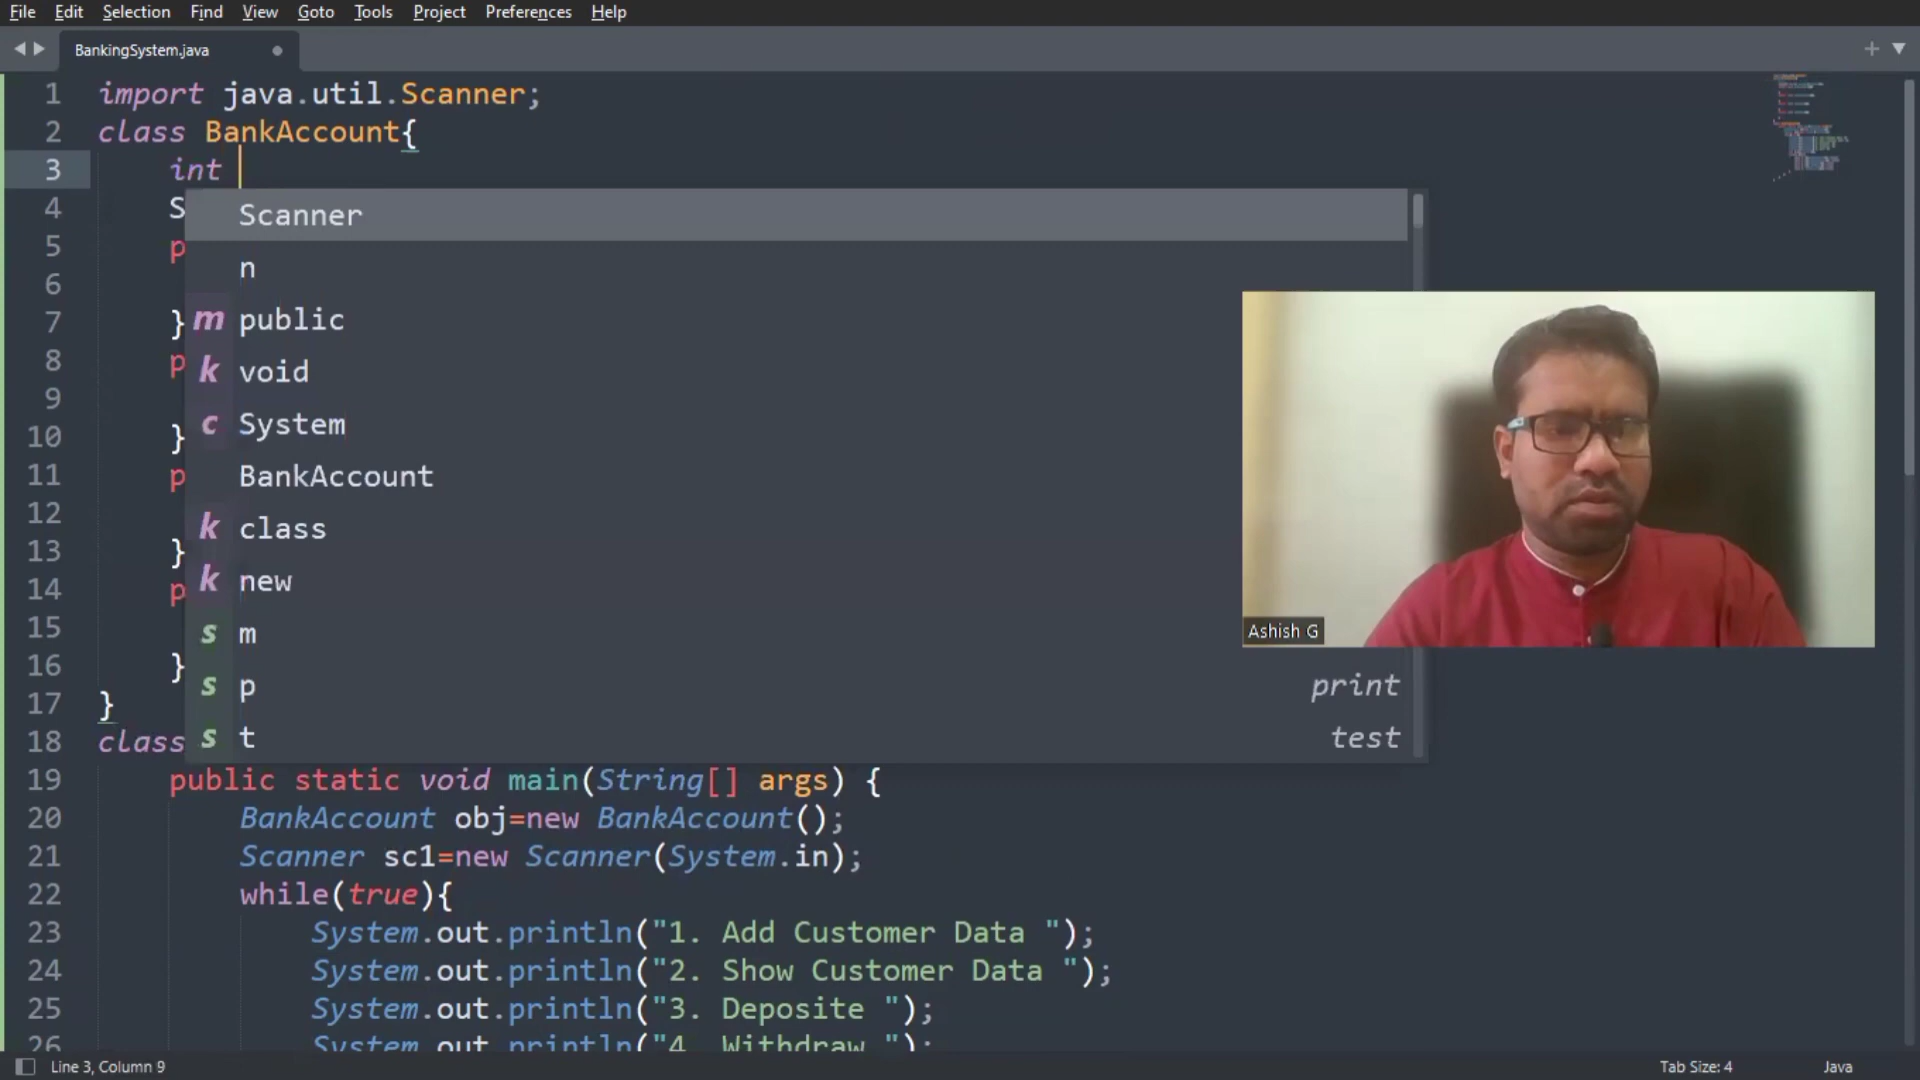 File Edit Selection Find View Goto Tools Project Preferences Help
BankingSystem.java
1 import java.util.Scanner;
2 class BankAccount{
3 int
4 S
Scanner
5 p
n
6
7 }
m public
8 p
k void
9
10 }
c System
11 p
BankAccount
12
k class
13 }
14 p
k new
15
s m
16 }
s p print
17 }
18 class
s t test
19 public static void main(String[] args) {
20 BankAccount obj=new BankAccount();
21 Scanner sc1=new Scanner(System.in);
22 while(true){
23 System.out.println("1. Add Customer Data ");
24 System.out.println("2. Show Customer Data ");
25 System.out.println("3. Deposite ");
26 System.out.println("4. Withdraw ");
Ashish G
Line 3, Column 9 Tab Size: 4 Java